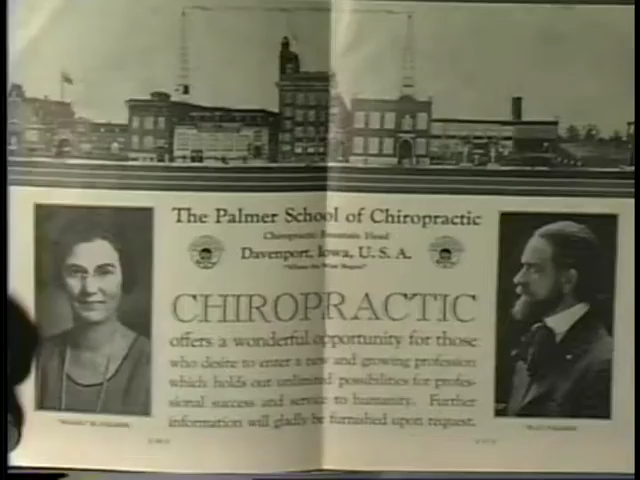 The Palmer School of Chiropractic
Chiropractic Fountain Head
Davenport, Iowa, U. S. A.
CHIROPRACTIC
offers a wonderful opportunity for those
who desire to enter a new and growing profession
which holds out unlimited possibilities for profes-
sional success and service to humanity. Further
information will gladly be furnished upon request.